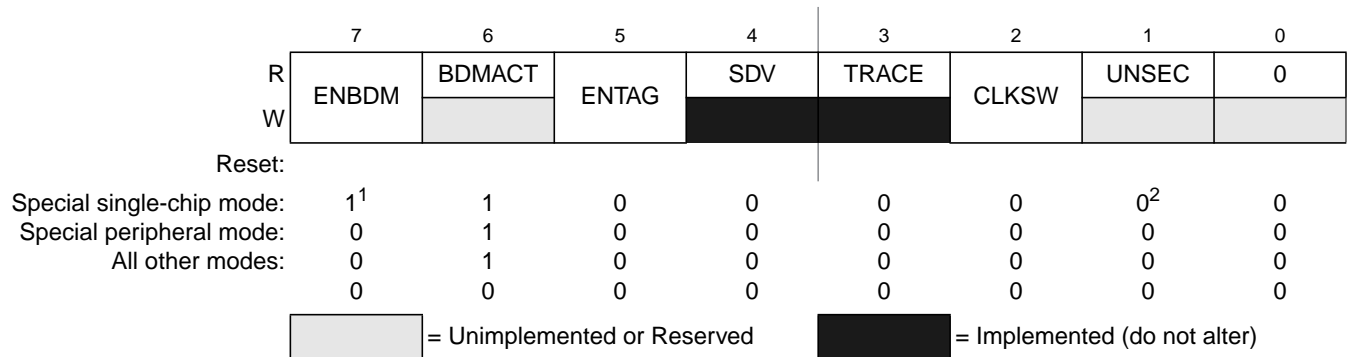 7 6 5 4 3 2 1 0
R ENBDM BDMACT ENTAG SDV TRACE CLKSW UNSEC 0
W
Reset:
Special single-chip mode: 1¹ 1 0 0 0 0 0² 0
Special peripheral mode: 0 1 0 0 0 0 0 0
All other modes: 0 1 0 0 0 0 0 0
0 0 0 0 0 0 0 0
= Unimplemented or Reserved = Implemented (do not alter)